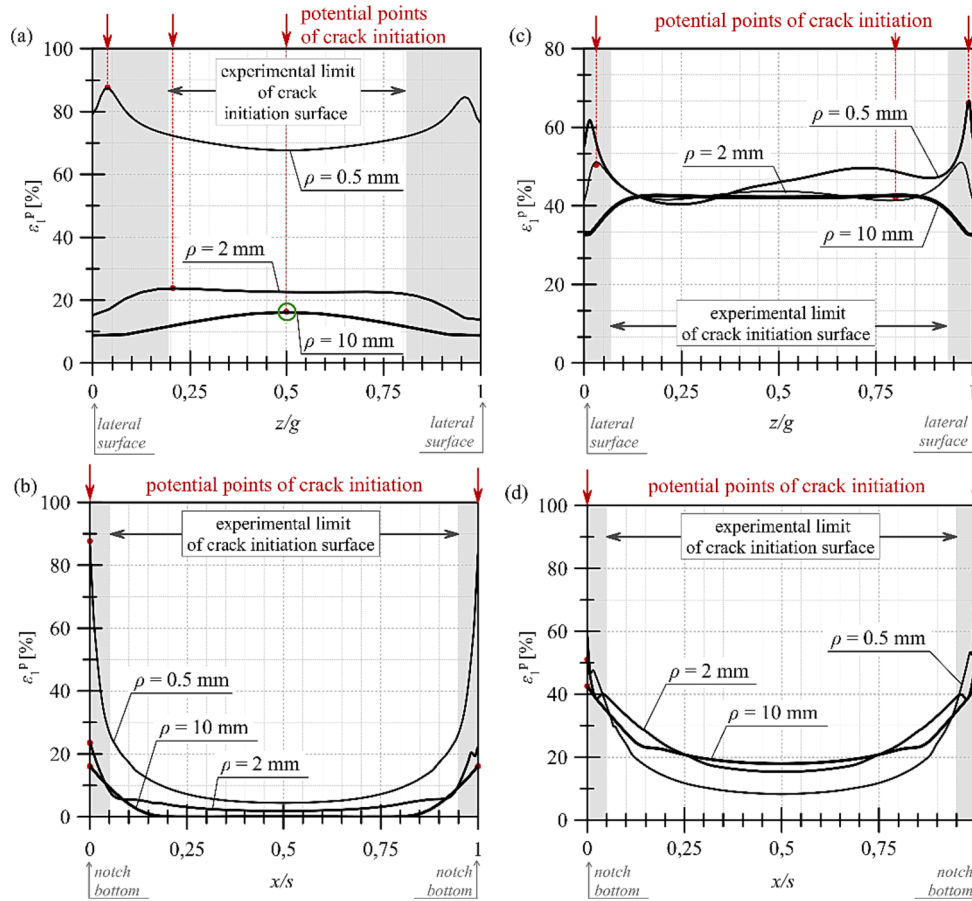 (a)
potential points
of crack initiation
100
80
60
40
20
0
ε₁ᵖ [%]
experimental limit
of crack
initiation surface
ρ = 0.5 mm
ρ = 2 mm
ρ = 10 mm
0 0,25 0,5 0,75 1
z/g
lateral
surface
lateral
surface
(c)
potential points of crack initiation
80
60
40
20
0
ε₁ᵖ [%]
ρ = 0.5 mm
ρ = 2 mm
ρ = 10 mm
experimental limit
of crack initiation surface
0 0,25 0,5 0,75 1
z/g
lateral
surface
lateral
surface
(b)
potential points of crack initiation
100
80
60
40
20
0
ε₁ᵖ [%]
experimental limit
of crack initiation surface
ρ = 0.5 mm
ρ = 10 mm
ρ = 2 mm
0 0,25 0,5 0,75 1
x/s
notch
bottom
notch
bottom
(d)
potential points of crack initiation
100
80
60
40
20
0
ε₁ᵖ [%]
experimental limit
of crack initiation surface
ρ = 0.5 mm
ρ = 2 mm
ρ = 10 mm
0 0,25 0,5 0,75 1
x/s
notch
bottom
notch
bottom